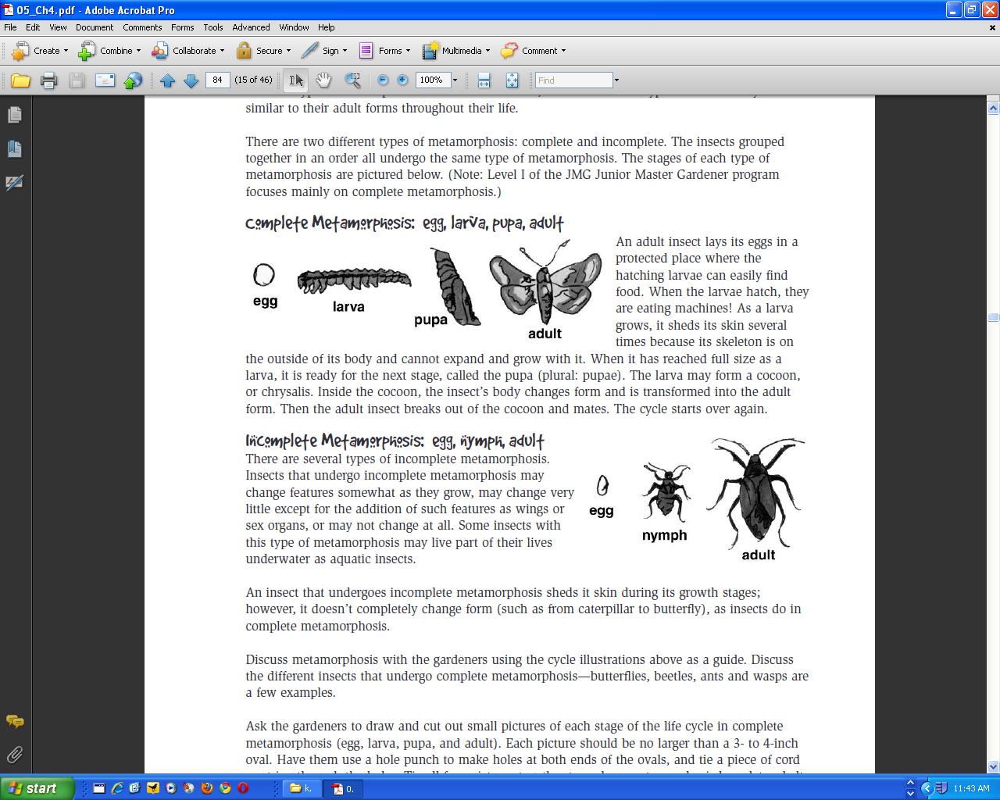 05_Ch4.pdf - Adobe Acrobat Pro
File Edit View Document Comments Forms Tools Advanced Window Help
Create Combine Collaborate Secure Sign Forms Multimedia Comment
84 (15 of 46) 100% Find
similar to their adult forms throughout their life.
There are two different types of metamorphosis: complete and incomplete. The insects grouped
together in an order all undergo the same type of metamorphosis. The stages of each type of
metamorphosis are pictured below. (Note: Level I of the JMG Junior Master Gardener program
focuses mainly on complete metamorphosis.)
Complete Metamorphosis: egg, larva, pupa, adult
egg
larva
pupa
adult
An adult insect lays its eggs in a
protected place where the
hatching larvae can easily find
food. When the larvae hatch, they
are eating machines! As a larva
grows, it sheds its skin several
times because its skeleton is on
the outside of its body and cannot expand and grow with it. When it has reached full size as a
larva, it is ready for the next stage, called the pupa (plural: pupae). The larva may form a cocoon,
or chrysalis. Inside the cocoon, the insect's body changes form and is transformed into the adult
form. Then the adult insect breaks out of the cocoon and mates. The cycle starts over again.
Incomplete Metamorphosis: egg, nymph, adult
There are several types of incomplete metamorphosis.
Insects that undergo incomplete metamorphosis may
change features somewhat as they grow, may change very
little except for the addition of such features as wings or
sex organs, or may not change at all. Some insects with
this type of metamorphosis may live part of their lives
underwater as aquatic insects.
egg
nymph
adult
An insect that undergoes incomplete metamorphosis sheds it skin during its growth stages;
however, it doesn't completely change form (such as from caterpillar to butterfly), as insects do in
complete metamorphosis.
Discuss metamorphosis with the gardeners using the cycle illustrations above as a guide. Discuss
the different insects that undergo complete metamorphosis—butterflies, beetles, ants and wasps are
a few examples.
Ask the gardeners to draw and cut out small pictures of each stage of the life cycle in complete
metamorphosis (egg, larva, pupa, and adult). Each picture should be no larger than a 3- to 4-inch
oval. Have them use a hole punch to make holes at both ends of the ovals, and tie a piece of cord
start k. 0. 11:43 AM